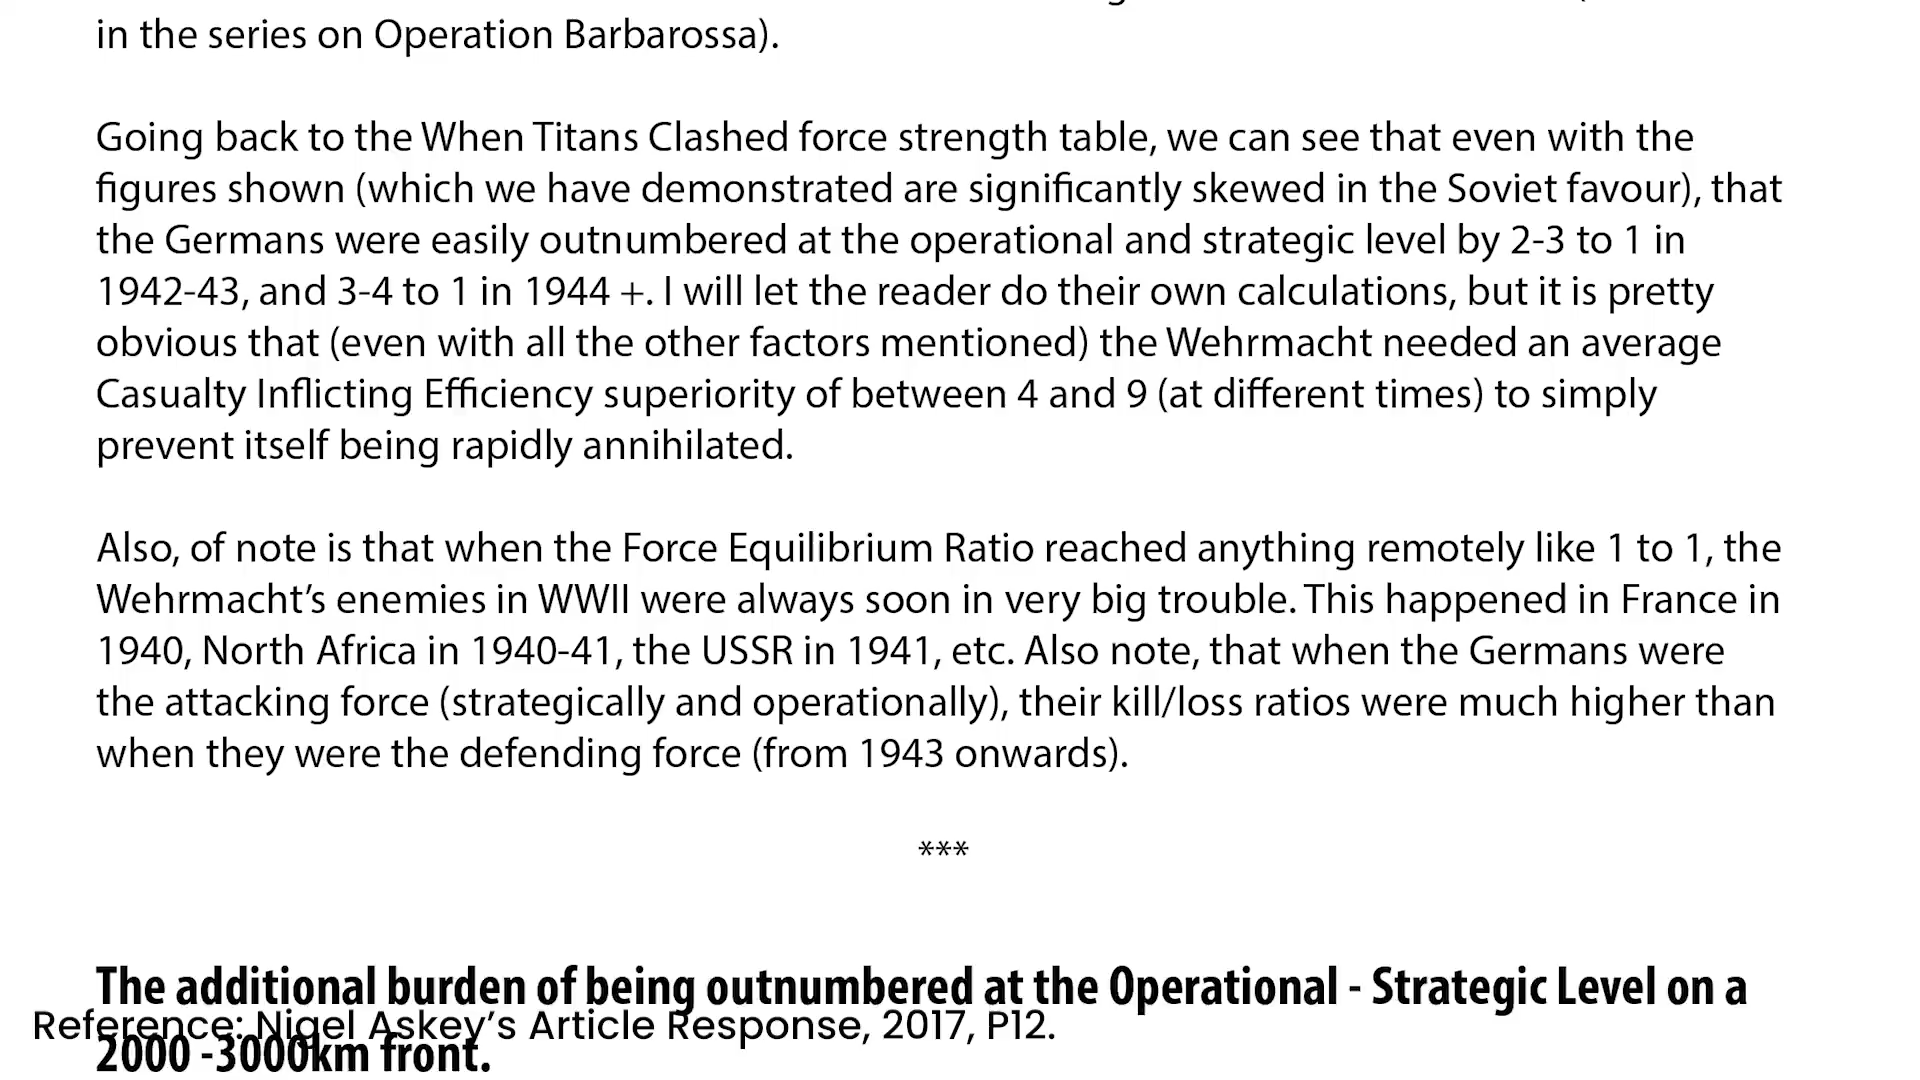 in the series on Operation Barbarossa).
Going back to the When Titans Clashed force strength table, we can see that even with the
figures shown (which we have demonstrated are significantly skewed in the Soviet favour), that
the Germans were easily outnumbered at the operational and strategic level by 2-3 to 1 in
1942-43, and 3-4 to 1 in 1944 +. I will let the reader do their own calculations, but it is pretty
obvious that (even with all the other factors mentioned) the Wehrmacht needed an average
Casualty Inflicting Efficiency superiority of between 4 and 9 (at different times) to simply
prevent itself being rapidly annihilated.
Also, of note is that when the Force Equilibrium Ratio reached anything remotely like 1 to 1, the
Wehrmacht’s enemies in WWII were always soon in very big trouble. This happened in France in
1940, North Africa in 1940-41, the USSR in 1941, etc. Also note, that when the Germans were
the attacking force (strategically and operationally), their kill/loss ratios were much higher than
when they were the defending force (from 1943 onwards).
***
The additional burden of being outnumbered at the Operational - Strategic Level on a
Reference: Nigel Askey’s Article Response, 2017, P12.
2000 -3000km front.